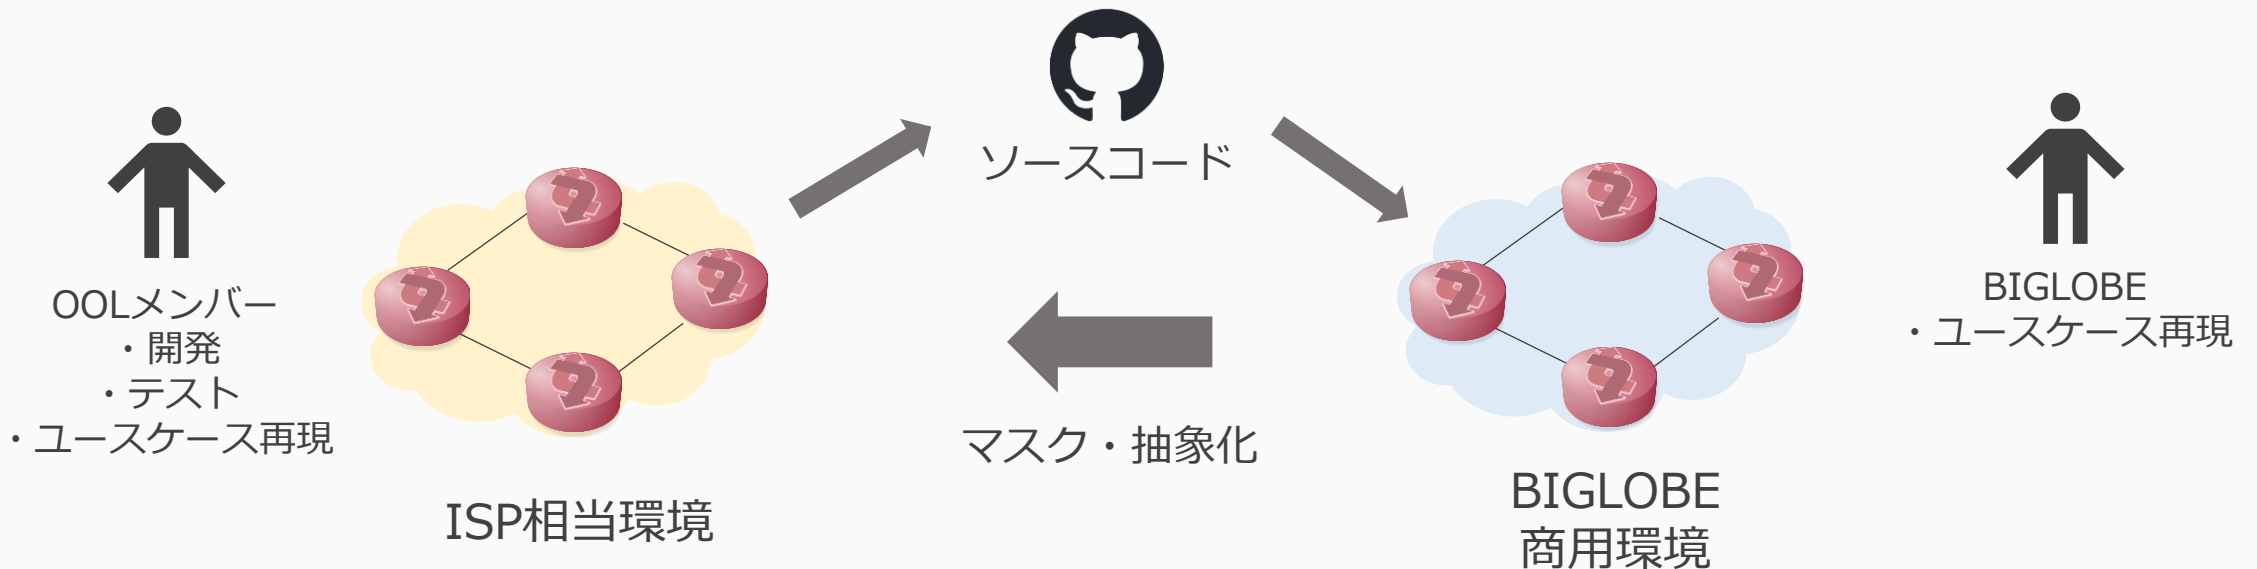 ソースコード
OOLメンバー
・開発
・テスト
・ユースケース再現
BIGLOBE
・ユースケース再現
マスク・抽象化
ISP相当環境
BIGLOBE
商用環境